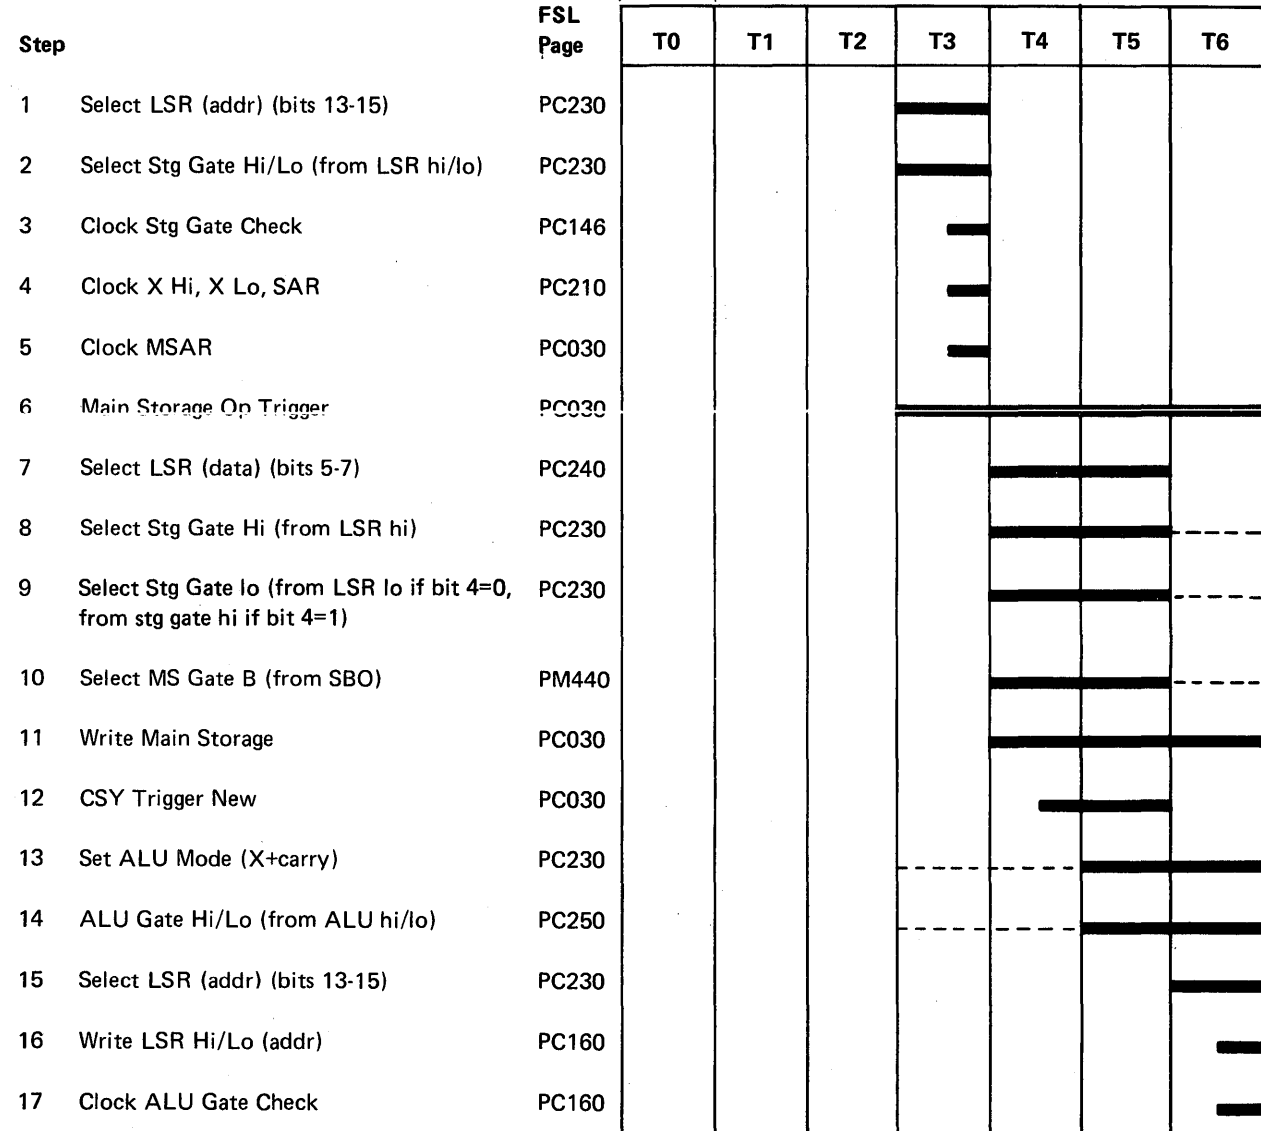 FSL
Step Page T0 T1 T2 T3 T4 T5 T6
1 Select LSR (addr) (bits 13-15) PC230
2 Select Stg Gate Hi/Lo (from LSR hi/lo) PC230
3 Clock Stg Gate Check PC146
4 Clock X Hi, X Lo, SAR PC210
5 Clock MSAR PC030
6 Main Storage Op Trigger PC030
7 Select LSR (data) (bits 5-7) PC240
8 Select Stg Gate Hi (from LSR hi) PC230
9 Select Stg Gate lo (from LSR lo if bit 4=0, PC230
from stg gate hi if bit 4=1)
10 Select MS Gate B (from SBO) PM440
11 Write Main Storage PC030
12 CSY Trigger New PC030
13 Set ALU Mode (X+carry) PC230
14 ALU Gate Hi/Lo (from ALU hi/lo) PC250
15 Select LSR (addr) (bits 13-15) PC230
16 Write LSR Hi/Lo (addr) PC160
17 Clock ALU Gate Check PC160